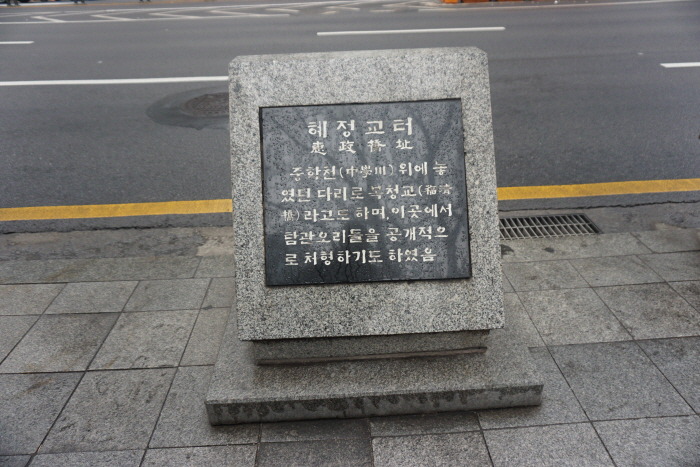 혜정교터
惠政橋址
중학천(中學川) 위에 놓
였던 다리로 복청교(福淸
橋)라고도 하며, 이곳에서
탐관오리들을 공개적으
로 처형하기도 하였음